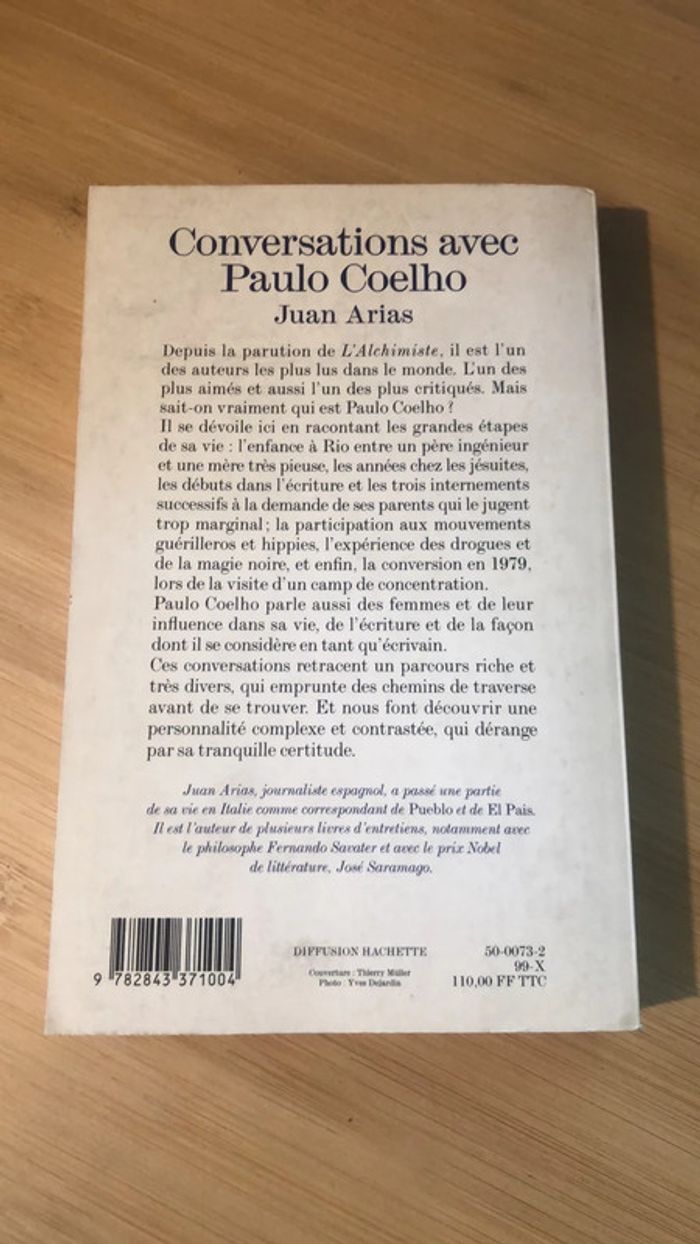 Conversations avec
Paulo Coelho
Juan Arias
Depuis la parution de L'Alchimiste, il est l'un
des auteurs les plus lus dans le monde. L'un des
plus aimés et aussi l'un des plus critiqués. Mais
sait-on vraiment qui est Paulo Coelho ?
Il se dévoile ici en racontant les grandes étapes
de sa vie : l'enfance à Rio entre un père ingénieur
et une mère très pieuse, les années chez les jésuites,
les débuts dans l'écriture et les trois internements
successifs à la demande de ses parents qui le jugent
trop marginal ; la participation aux mouvements
guérilleros et hippies, l'expérience des drogues et
de la magie noire, et enfin, la conversion en 1979,
lors de la visite d'un camp de concentration.
Paulo Coelho parle aussi des femmes et de leur
influence dans sa vie, de l'écriture et de la façon
dont il se considère en tant qu'écrivain.
Ces conversations retracent un parcours riche et
très divers, qui emprunte des chemins de traverse
avant de se trouver. Et nous font découvrir une
personnalité complexe et contrastée, qui dérange
par sa tranquille certitude.
Juan Arias, journaliste espagnol, a passé une partie
de sa vie en Italie comme correspondant de Pueblo et de El Pais.
Il est l'auteur de plusieurs livres d'entretiens, notamment avec
le philosophe Fernando Savater et avec le prix Nobel
de littérature, José Saramago.
DIFFUSION HACHETTE
Couverture : Thierry Müller
Photo : Yves Dejardin
50-0073-2
99-X
110,00 FF TTC
9 782843 371004